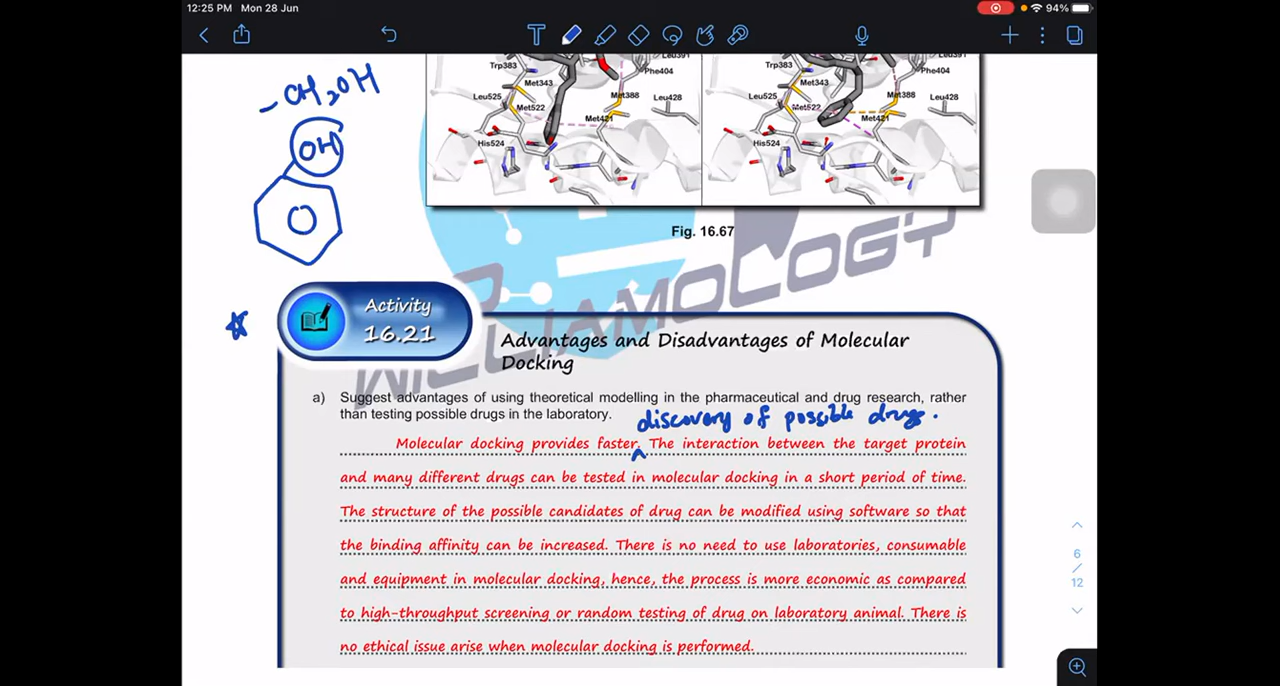 12:25 PM Mon 28 Jun
94%
-CH2OH
OH
Trp383
Met343
Leu525
Met522
His524
Leu391
Phe404
Met388
Leu428
Met421
Trp383
Met343
Leu525
Met522
His524
Leu391
Phe404
Met388
Leu428
Met421
Fig. 16.67
WILLIAMOLOGY
Activity
16.21
Advantages and Disadvantages of Molecular
Docking
a) Suggest advantages of using theoretical modelling in the pharmaceutical and drug research, rather
than testing possible drugs in the laboratory.
discovery of possible drugs.
Molecular docking provides faster. The interaction between the target protein
and many different drugs can be tested in molecular docking in a short period of time.
The structure of the possible candidates of drug can be modified using software so that
the binding affinity can be increased. There is no need to use laboratories, consumable
and equipment in molecular docking, hence, the process is more economic as compared
to high-throughput screening or random testing of drug on laboratory animal. There is
no ethical issue arise when molecular docking is performed.
6
/
12